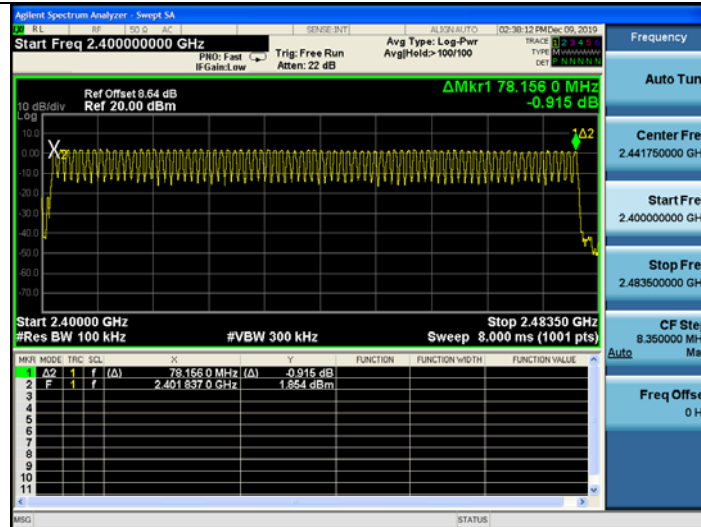 Agilent Spectrum Analyzer - Swept SA
RL RF 50 Ω AC SENSE:INT ALIGNAUTO 02:38:12 PM Dec 09, 2019
Start Freq 2.400000000 GHz
PNO: Fast
IFGain:Low
Trig: Free Run
Atten: 22 dB
Avg Type: Log-Pwr
Avg|Hold:>100/100
TRACE 1 2 3 4 5 6
TYPE M
DET P N N N N N
Ref Offset 8.64 dB
Ref 20.00 dBm
ΔMkr1 78.156 0 MHz
-0.915 dB
10 dB/div
Log
10.0
0.00
-10.0
-20.0
-30.0
-40.0
-50.0
-60.0
-70.0
X2
1Δ2
Start 2.40000 GHz Stop 2.48350 GHz
#Res BW 100 kHz #VBW 300 kHz Sweep 8.000 ms (1001 pts)
MKR MODE TRC SCL X Y FUNCTION FUNCTION WIDTH FUNCTION VALUE
1 Δ2 1 f (Δ) 78.156 0 MHz (Δ) -0.915 dB
2 F 1 f 2.401 837 0 GHz 1.854 dBm
3
4
5
6
7
8
9
10
11
MSG STATUS
Frequency
Auto Tun
Center Fre
2.441750000 GH
Start Fre
2.400000000 GH
Stop Fre
2.483500000 GH
CF Ste
8.350000 MH
Auto Ma
Freq Offse
0 H